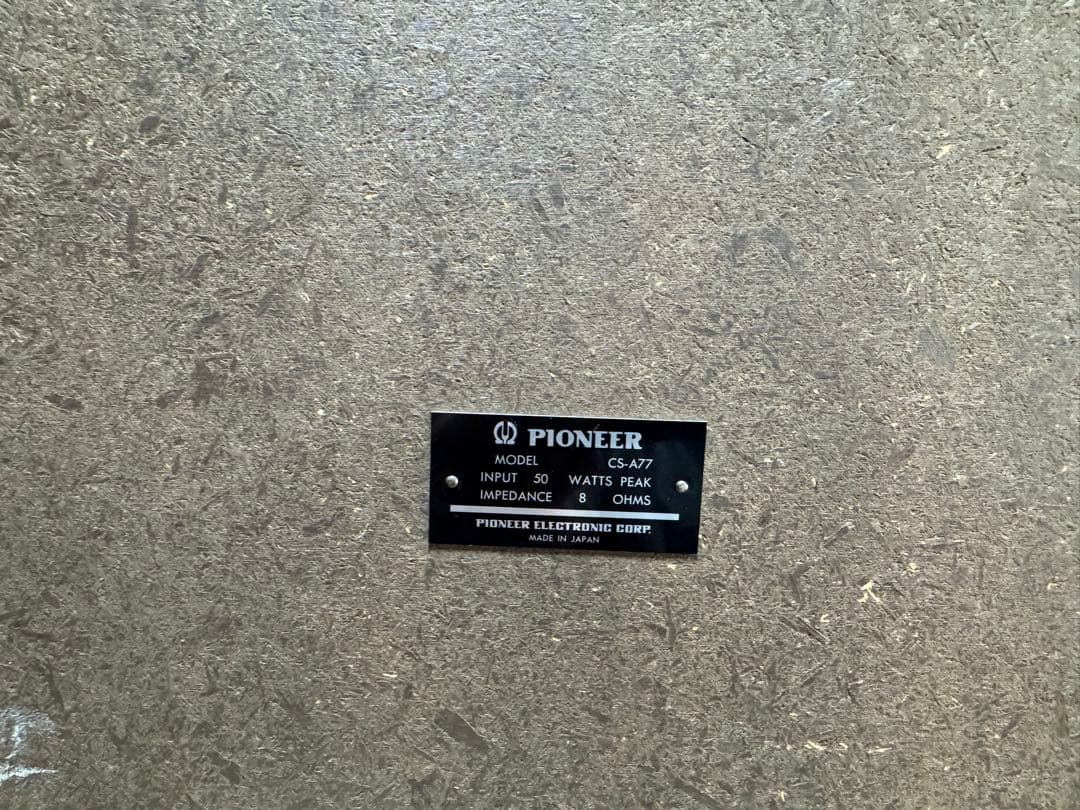 PIONEER
MODEL CS-A77
INPUT 50 WATTS PEAK
IMPEDANCE 8 OHMS
PIONEER ELECTRONIC CORP.
MADE IN JAPAN